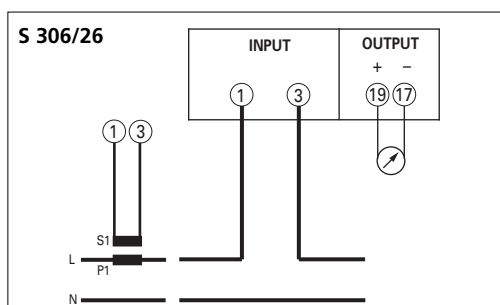 S 306/26
INPUT
OUTPUT
+ −
1 3 19 17
1 3
S1
L
P1
N